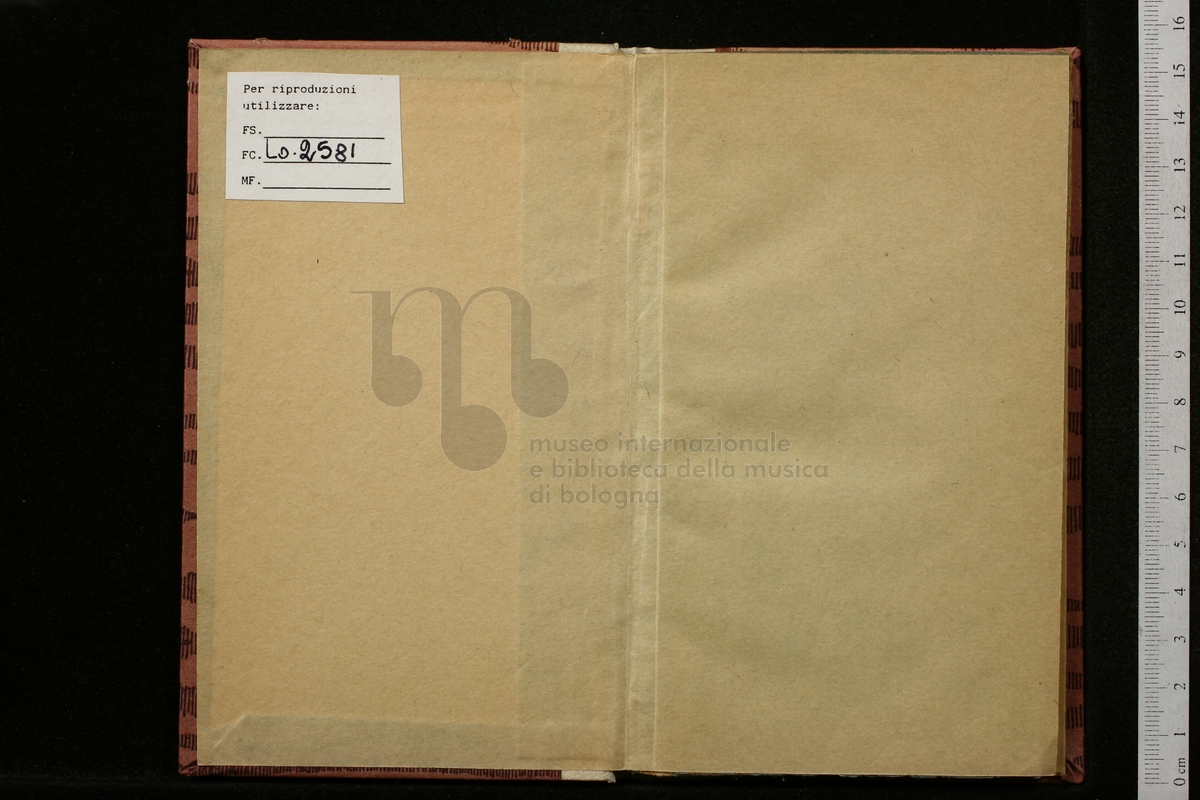 Per riproduzioni
utilizzare:
FS.
FC. Lo.2581
MF.
museo internazionale
e biblioteca della musica
di bologna
16
15
14
13
12
11
10
9
8
7
6
5
4
3
2
1
0 cm